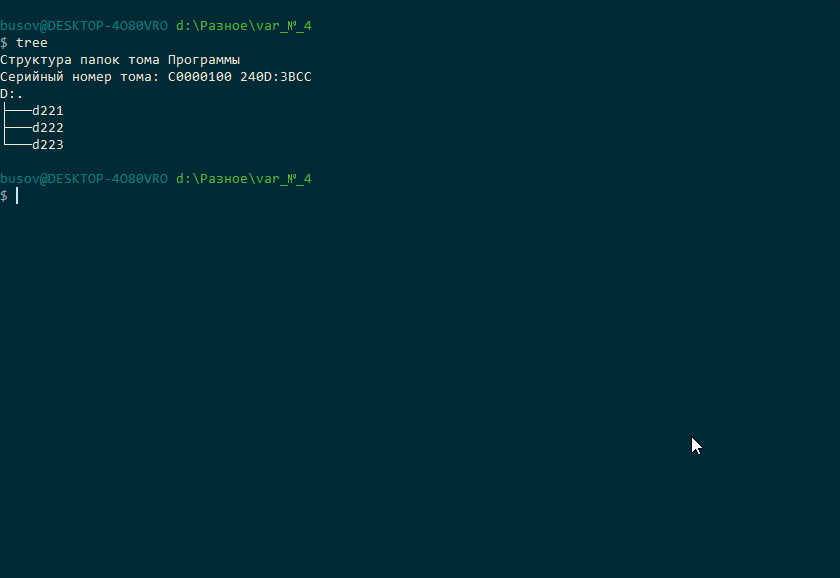 busov@DESKTOP-4O80VRO d:\Разное\var_№_4
$ tree
Структура папок тома Программы
Серийный номер тома: C0000100 240D:3BCC
D:.
├───d221
├───d222
└───d223
busov@DESKTOP-4O80VRO d:\Разное\var_№_4
$